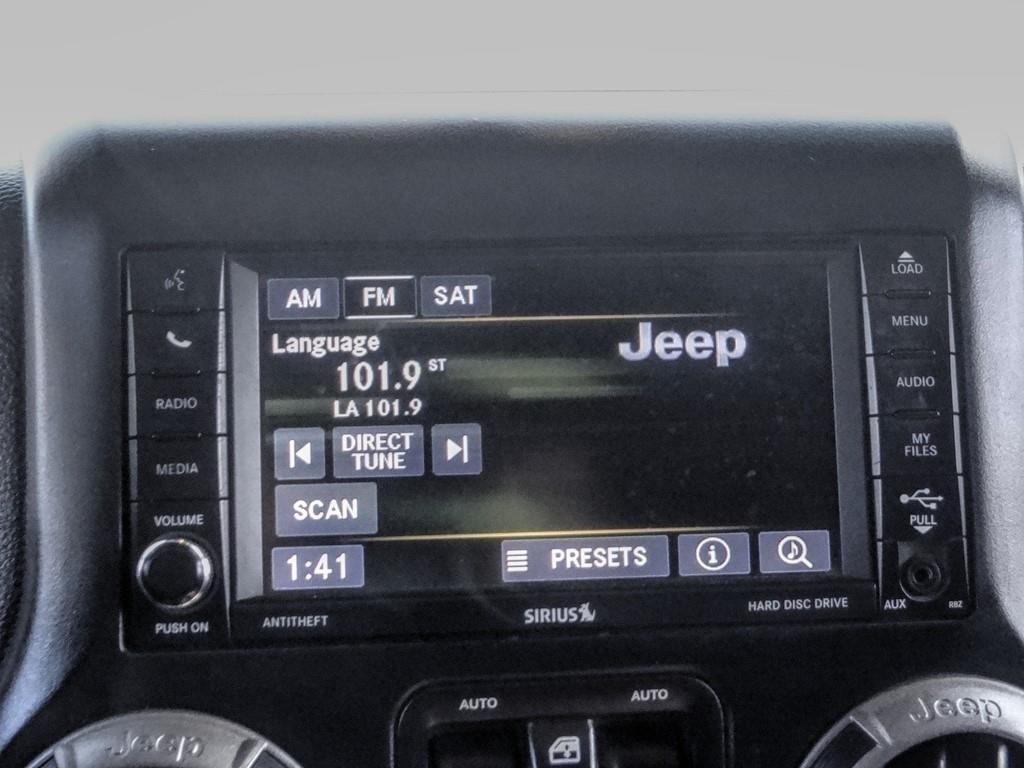 LOAD
AM FM SAT
MENU
Language
Jeep
101.9 ST
LA 101.9
RADIO
AUDIO
DIRECT
TUNE
MY
FILES
MEDIA
SCAN
VOLUME
PULL
1:41
PRESETS
i
PUSH ON
ANTITHEFT
SIRIUS
HARD DISC DRIVE
AUX
RBZ
AUTO
AUTO
Jeep
Jeep